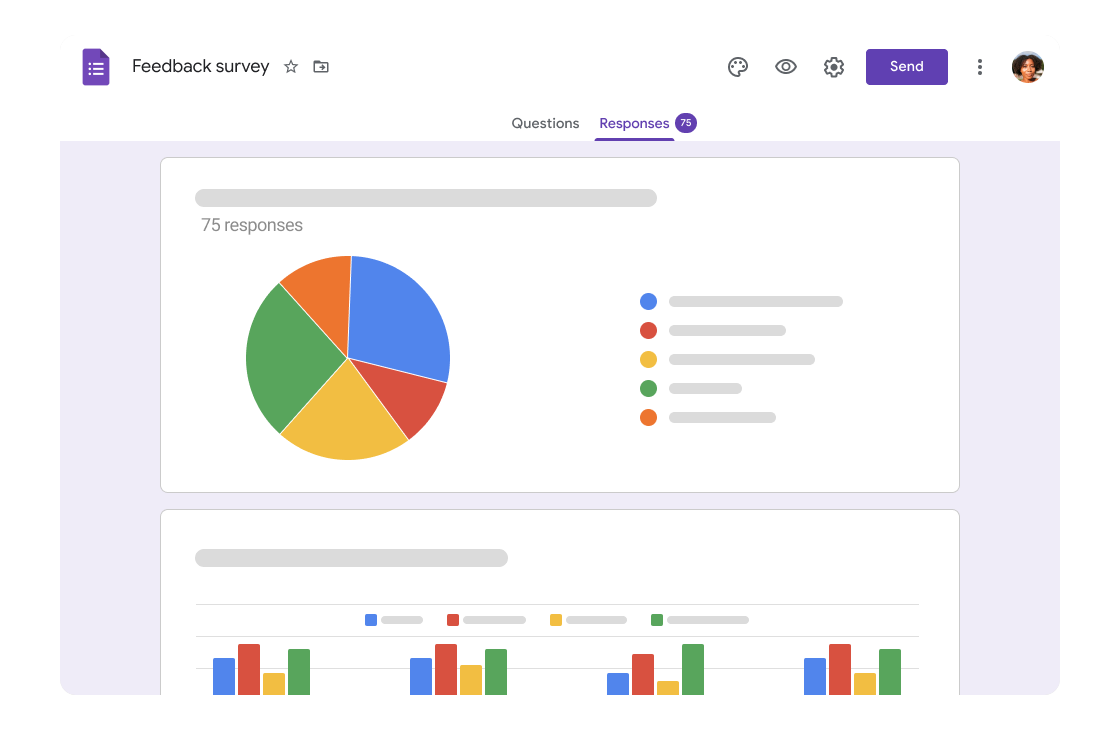 Feedback survey
Send
Questions
Responses 75
75 responses